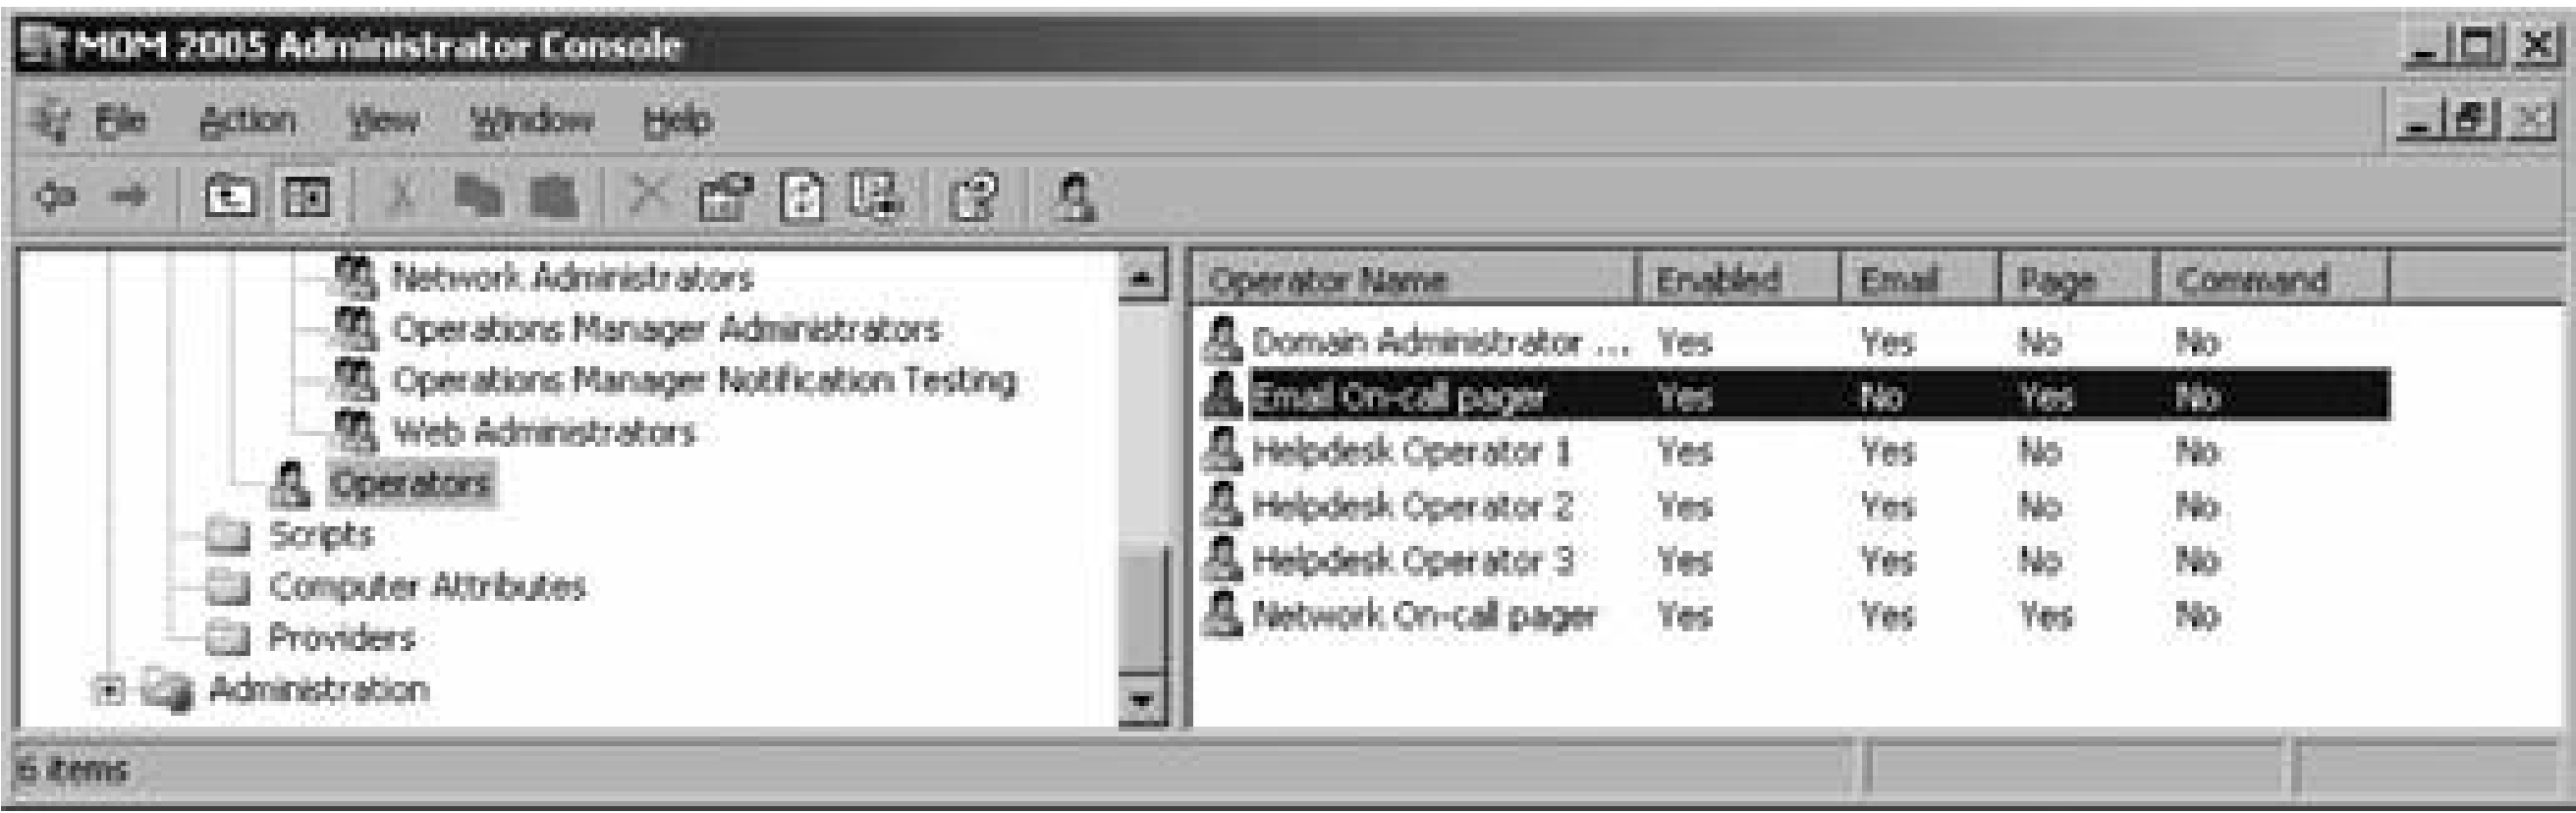 MOM 2005 Administrator Console
File Action View Window Help
Network Administrators
Operations Manager Administrators
Operations Manager Notification Testing
Web Administrators
Operators
Scripts
Computer Attributes
Providers
Administration
Operator Name Enabled Email Page Command
Domain Administrator ... Yes Yes No No
Email On-call pager Yes No Yes No
Helpdesk Operator 1 Yes Yes No No
Helpdesk Operator 2 Yes Yes No No
Helpdesk Operator 3 Yes Yes No No
Network On-call pager Yes Yes Yes No
6 items